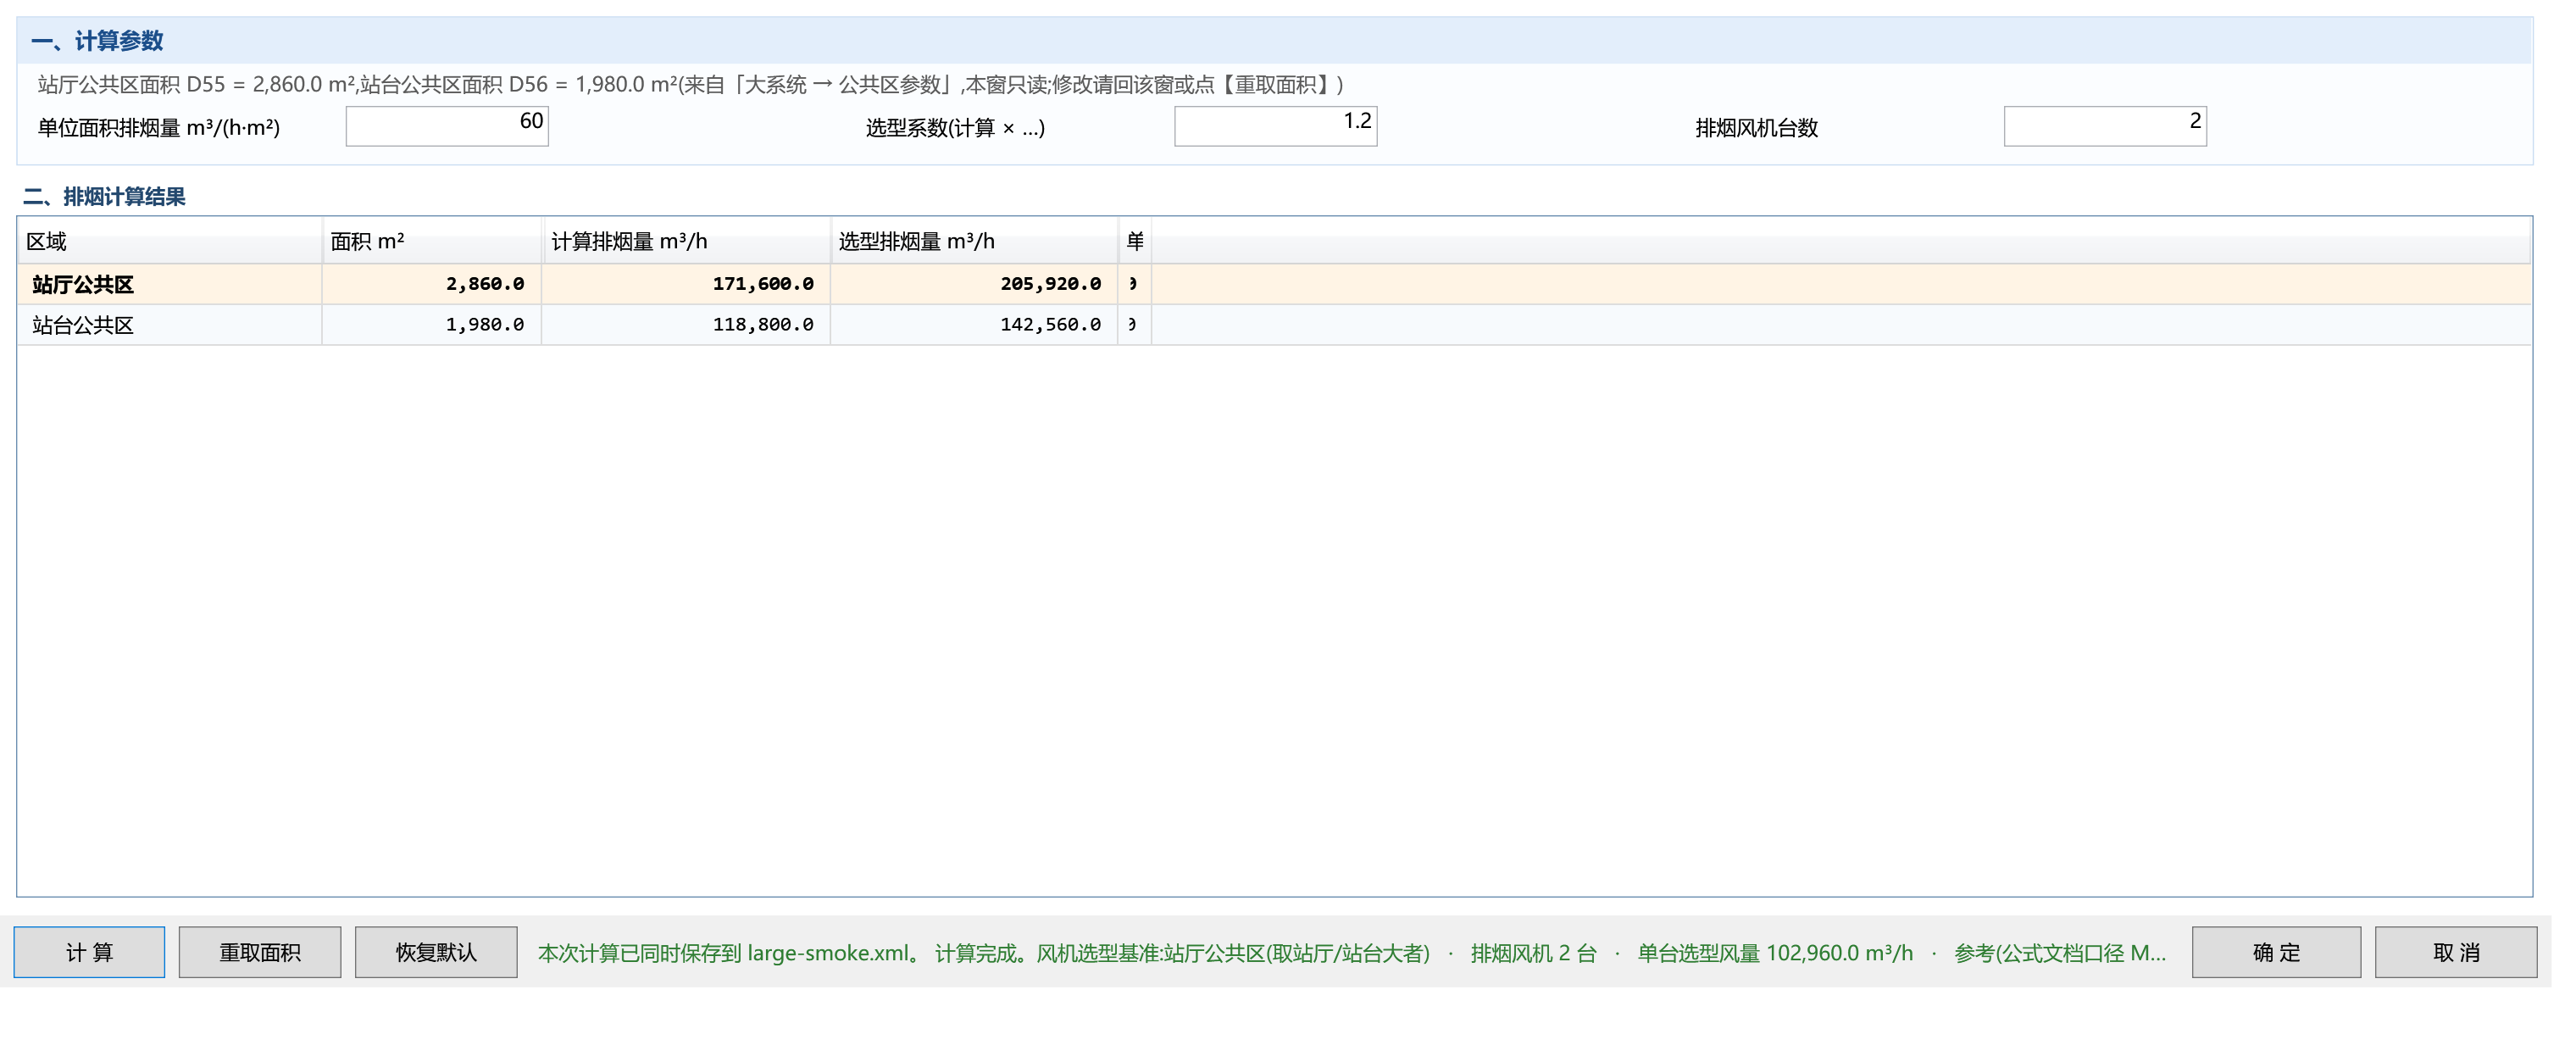 一、计算参数
站厅公共区面积 D55 = 2,860.0 m²,站台公共区面积 D56 = 1,980.0 m²(来自「大系统 → 公共区参数」,本窗只读;修改请回该窗或点【重取面积】)
单位面积排烟量 m³/(h·m²) 60 选型系数(计算 × ...) 1.2 排烟风机台数 2
二、排烟计算结果
区域 面积 m² 计算排烟量 m³/h 选型排烟量 m³/h 单
站厅公共区 2,860.0 171,600.0 205,920.0 0
站台公共区 1,980.0 118,800.0 142,560.0 0
计 算 重取面积 恢复默认 本次计算已同时保存到 large-smoke.xml。 计算完成。风机选型基准:站厅公共区(取站厅/站台大者) · 排烟风机 2 台 · 单台选型风量 102,960.0 m³/h · 参考(公式文档口径 M... 确 定 取 消